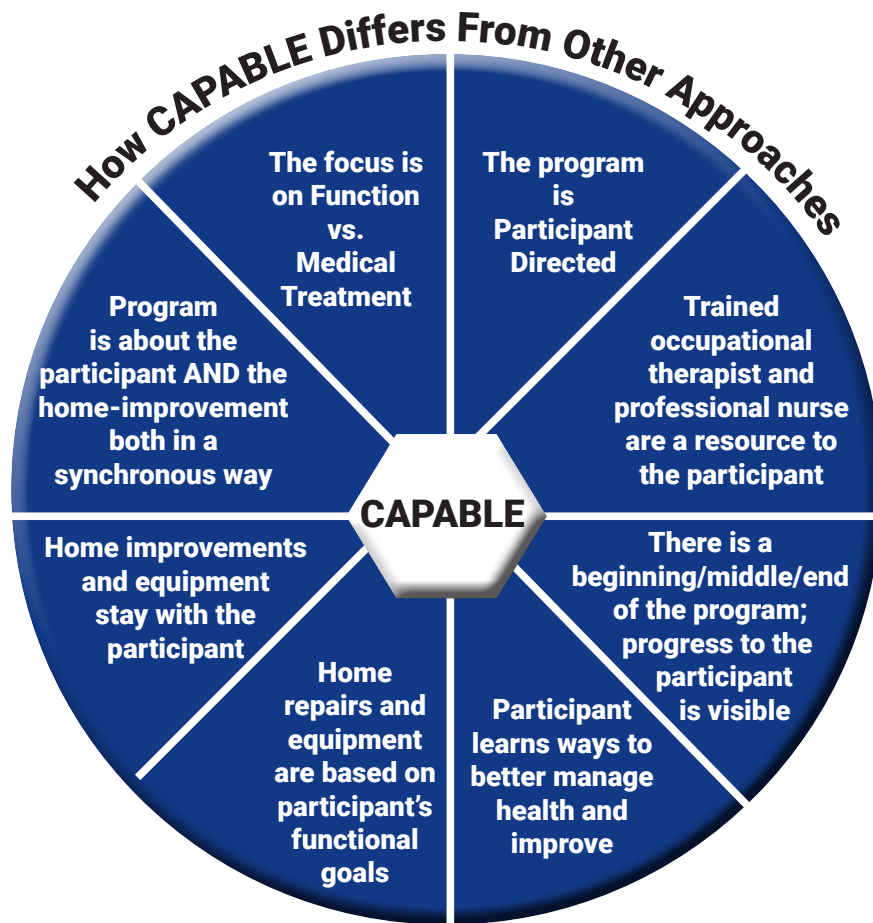 How CAPABLE Differs From Other Approaches
The focus is
on Function
vs.
Medical
Treatment
The program
is
Participant
Directed
Trained
occupational
therapist and
professional nurse
are a resource to
the participant
There is a
beginning/middle/end
of the program;
progress to the
participant
is visible
Participant
learns ways to
better manage
health and
improve
Home
repairs and
equipment
are based on
participant’s
functional
goals
Home improvements
and equipment
stay with the
participant
Program
is about the
participant AND the
home-improvement
both in a
synchronous way
CAPABLE